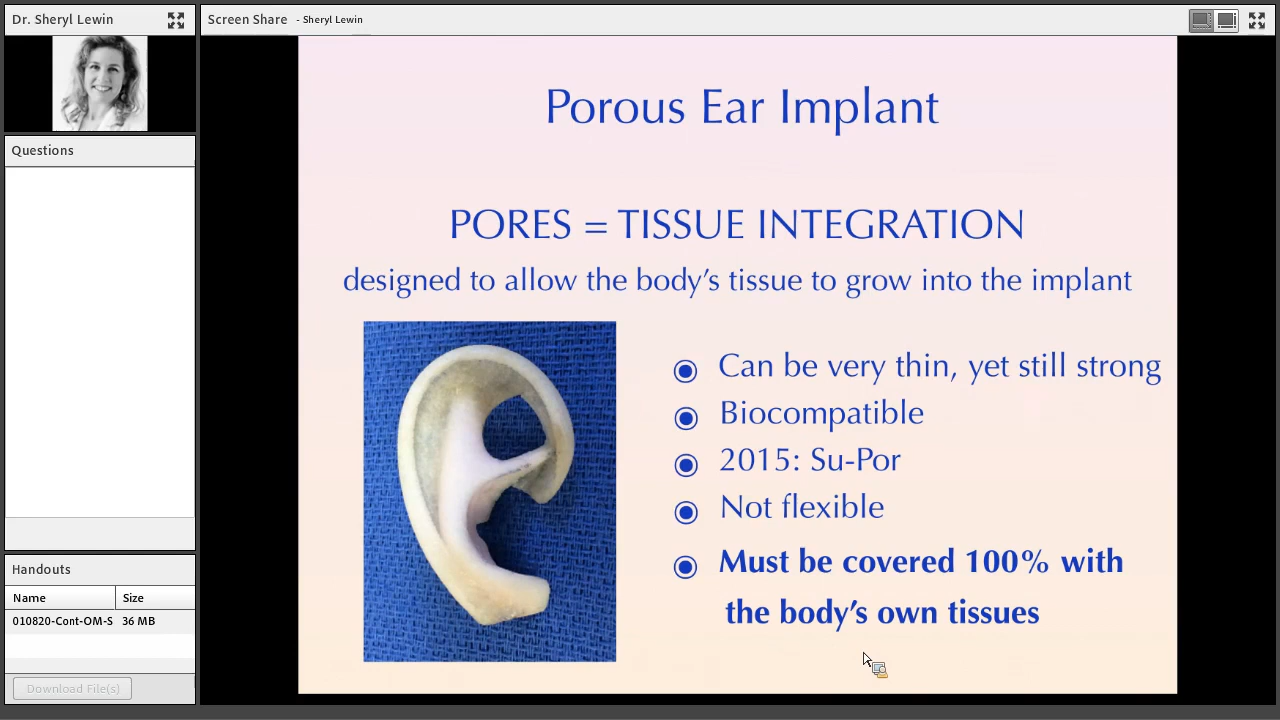 Dr. Sheryl Lewin
Screen Share - Sheryl Lewin
Questions
Handouts
Name Size
010820-Cont-OM-S 36 MB
Download File(s)
Porous Ear Implant
PORES = TISSUE INTEGRATION
designed to allow the body’s tissue to grow into the implant
Can be very thin, yet still strong
Biocompatible
2015: Su-Por
Not flexible
Must be covered 100% with
the body’s own tissues